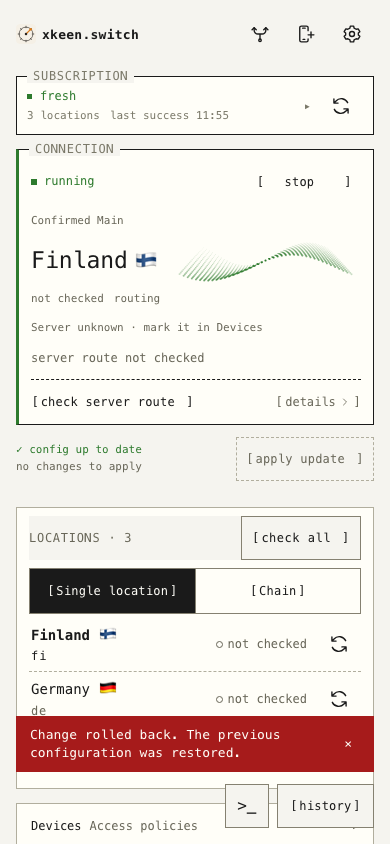 xkeen.switch
SUBSCRIPTION
fresh
3 locations last success 11:55
CONNECTION
running
[ stop ]
Confirmed Main
Finland
not checked routing
Server unknown · mark it in Devices
server route not checked
[check server route ]
[details > ]
✓ config up to date
no changes to apply
[apply update ]
LOCATIONS · 3
[check all ]
[Single location]
[Chain]
Finland
fi
not checked
Germany
de
not checked
Change rolled back. The previous
configuration was restored.
×
>_
[history]
Devices Access policies